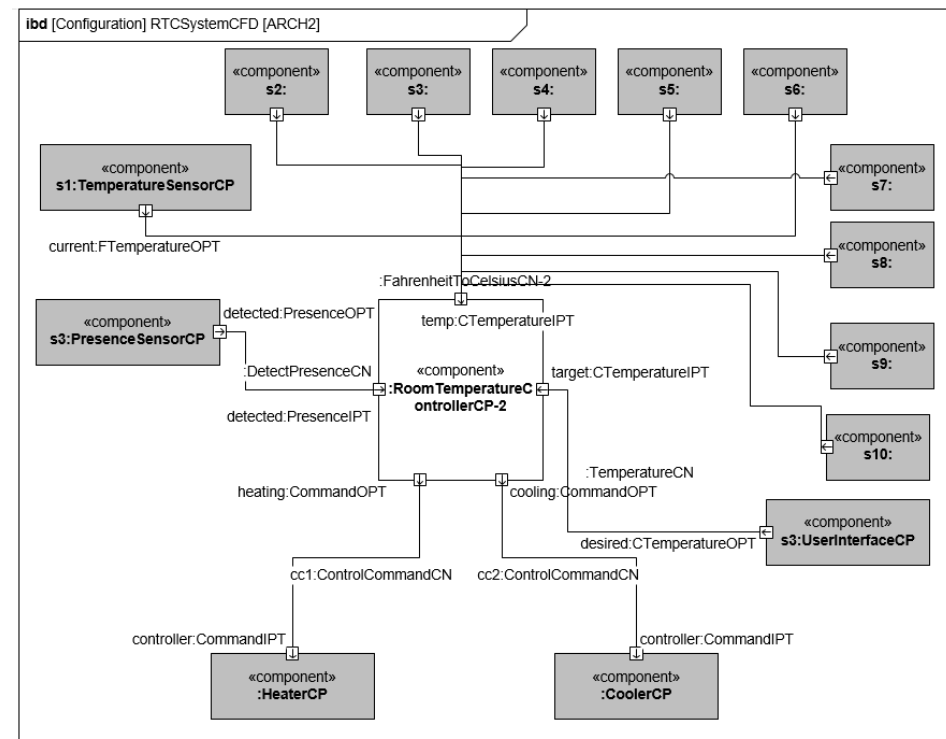 ibd [Configuration] RTCSystemCFD [ARCH2]
«component»
s2:
«component»
s3:
«component»
s4:
«component»
s5:
«component»
s6:
«component»
s1:TemperatureSensorCP
«component»
s7:
current:FTemperatureOPT
«component»
s8:
:FahrenheitToCelsiusCN-2
detected:PresenceOPT
temp:CTemperatureIPT
«component»
s3:PresenceSensorCP
«component»
s9:
:DetectPresenceCN
«component»
:RoomTemperatureC
ontrollerCP-2
target:CTemperatureIPT
detected:PresenceIPT
«component»
s10:
:TemperatureCN
heating:CommandOPT
cooling:CommandOPT
«component»
s3:UserInterfaceCP
desired:CTemperatureOPT
cc1:ControlCommandCN
cc2:ControlCommandCN
controller:CommandIPT
controller:CommandIPT
«component»
:HeaterCP
«component»
:CoolerCP